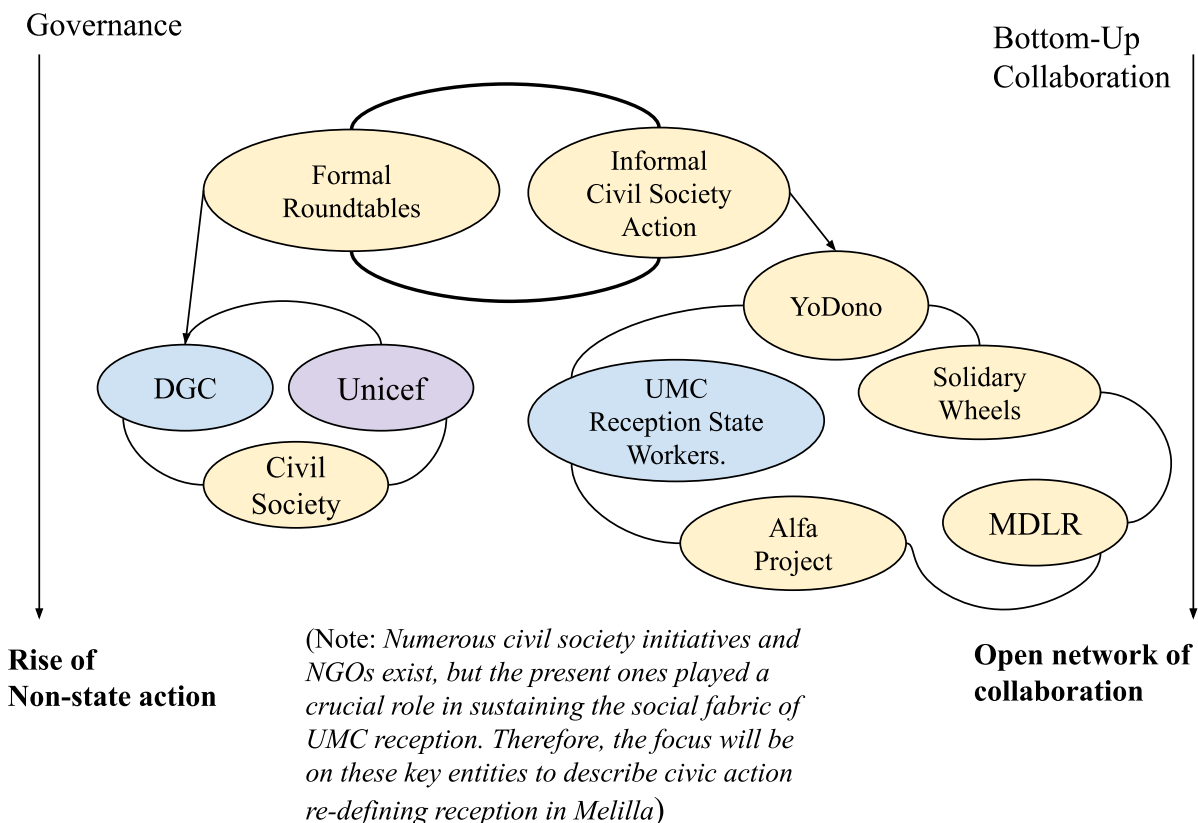 Governance
Bottom-Up
Collaboration
Formal
Roundtables
Informal
Civil Society
Action
YoDono
DGC
Unicef
UMC
Reception State
Workers.
Solidary
Wheels
Civil
Society
Alfa
Project
MDLR
Rise of
Non-state action
(Note: Numerous civil society initiatives and
NGOs exist, but the present ones played a
crucial role in sustaining the social fabric of
UMC reception. Therefore, the focus will be
on these key entities to describe civic action
re-defining reception in Melilla)
Open network of
collaboration